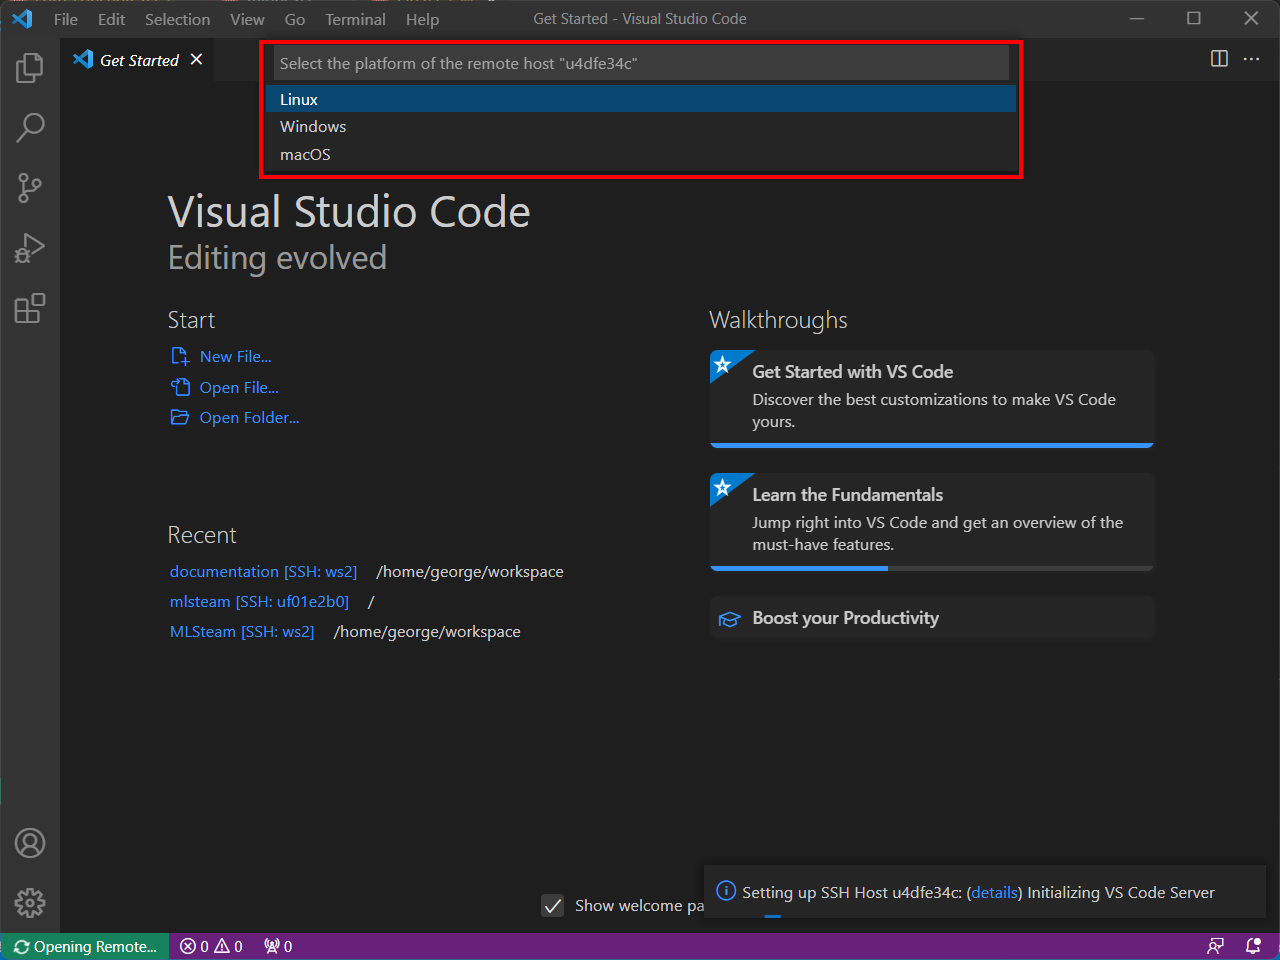 File Edit Selection View Go Terminal Help Get Started - Visual Studio Code
Get Started
Select the platform of the remote host "u4dfe34c"
Linux
Windows
macOS
Visual Studio Code
Editing evolved
Start
New File...
Open File...
Open Folder...
Recent
documentation [SSH: ws2] /home/george/workspace
mlsteam [SSH: uf01e2b0] /
MLSteam [SSH: ws2] /home/george/workspace
Walkthroughs
Get Started with VS Code
Discover the best customizations to make VS Code
yours.
Learn the Fundamentals
Jump right into VS Code and get an overview of the
must-have features.
Boost your Productivity
Show welcome pa
Setting up SSH Host u4dfe34c: (details) Initializing VS Code Server
Opening Remote... 0 0 0